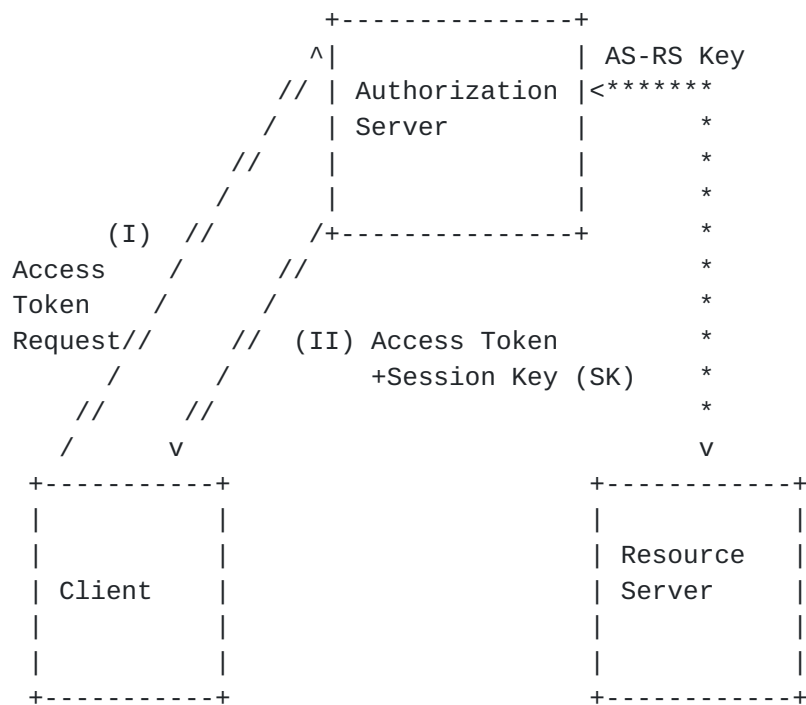 AS-RS Key
Authorization
Server
(I)
Access
Token
Request
(II) Access Token
+Session Key (SK)
Resource
Client
Server